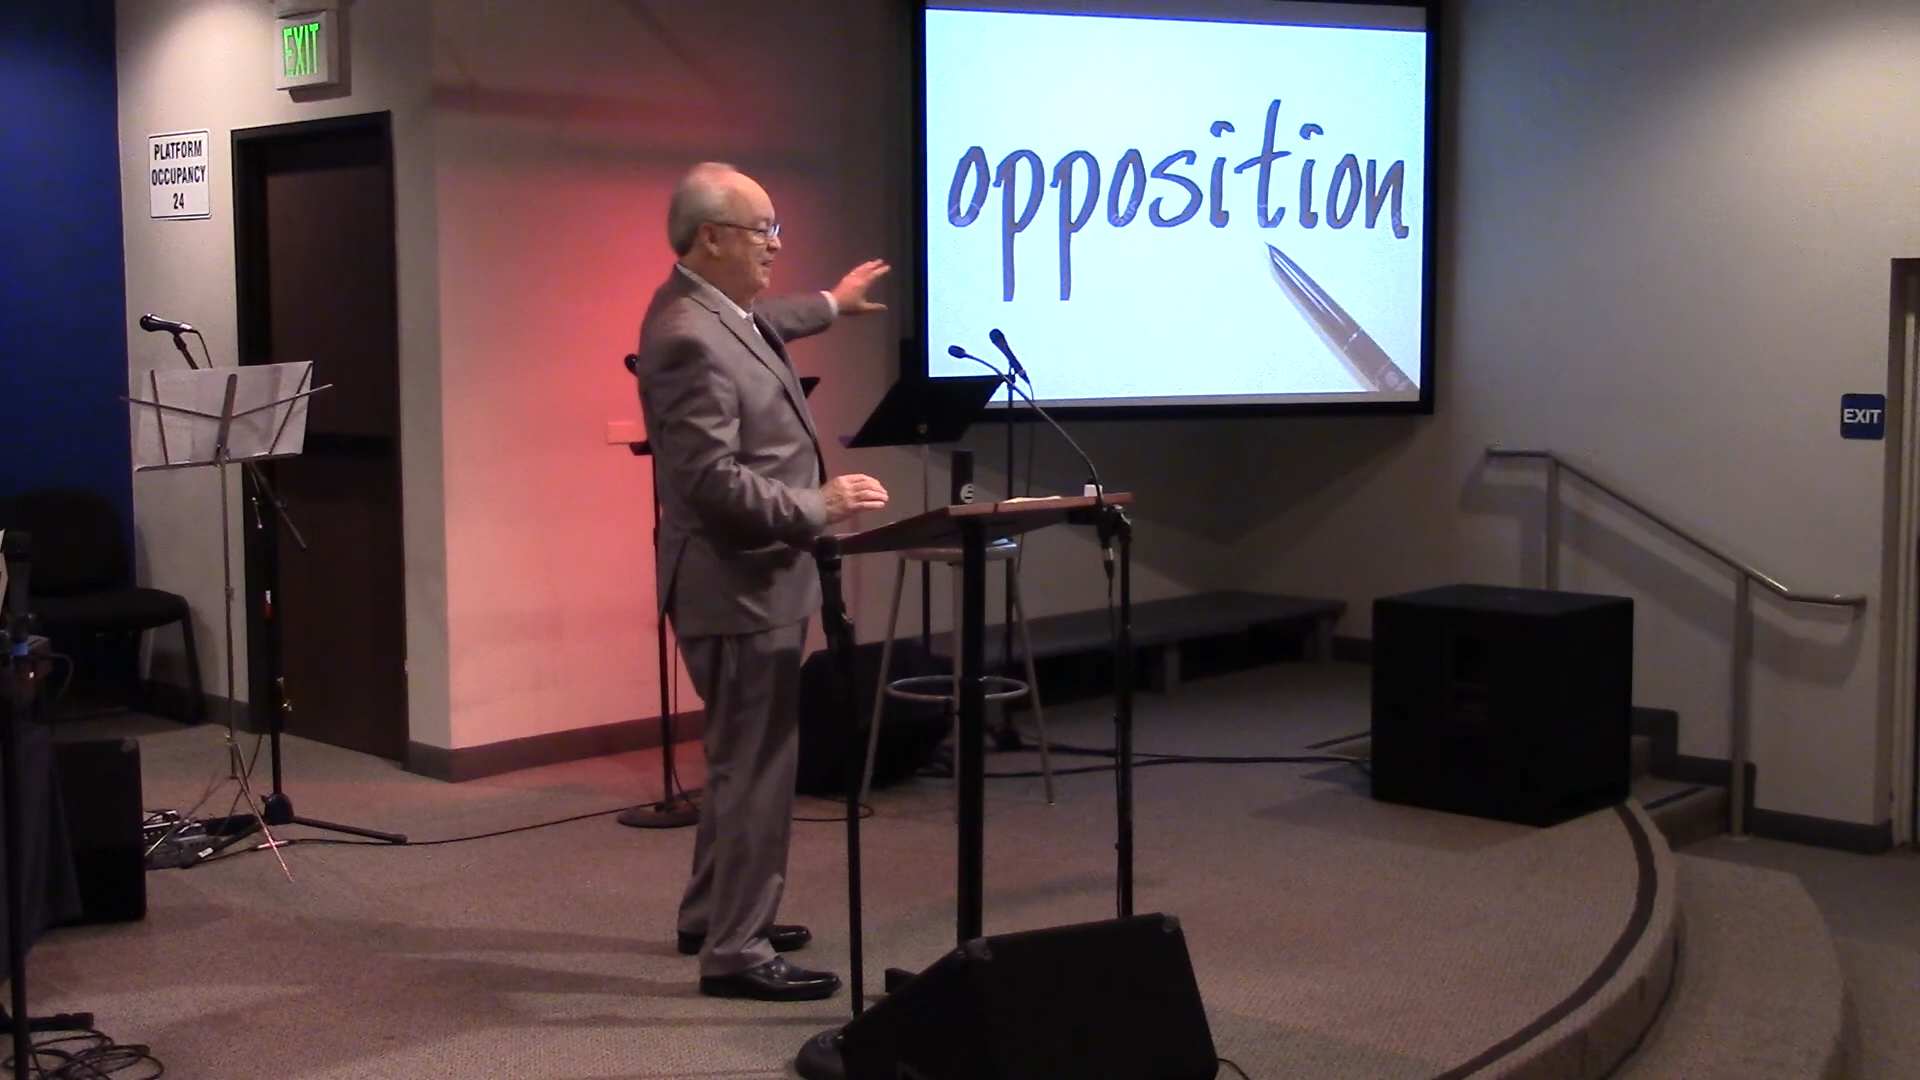 EXIT
PLATFORM
OCCUPANCY
24
opposition
EXIT